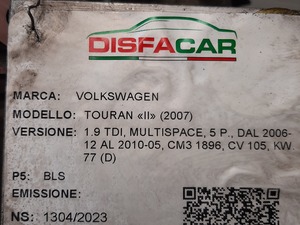 DISFACAR
MARCA: VOLKSWAGEN
MODELLO: TOURAN «II» (2007)
VERSIONE: 1.9 TDI, MULTISPACE, 5 P., DAL 2006-
12 AL 2010-05, CM3 1896, CV 105, KW
77 (D)
P5: BLS
EMISSIONE:
NS: 1304/2023